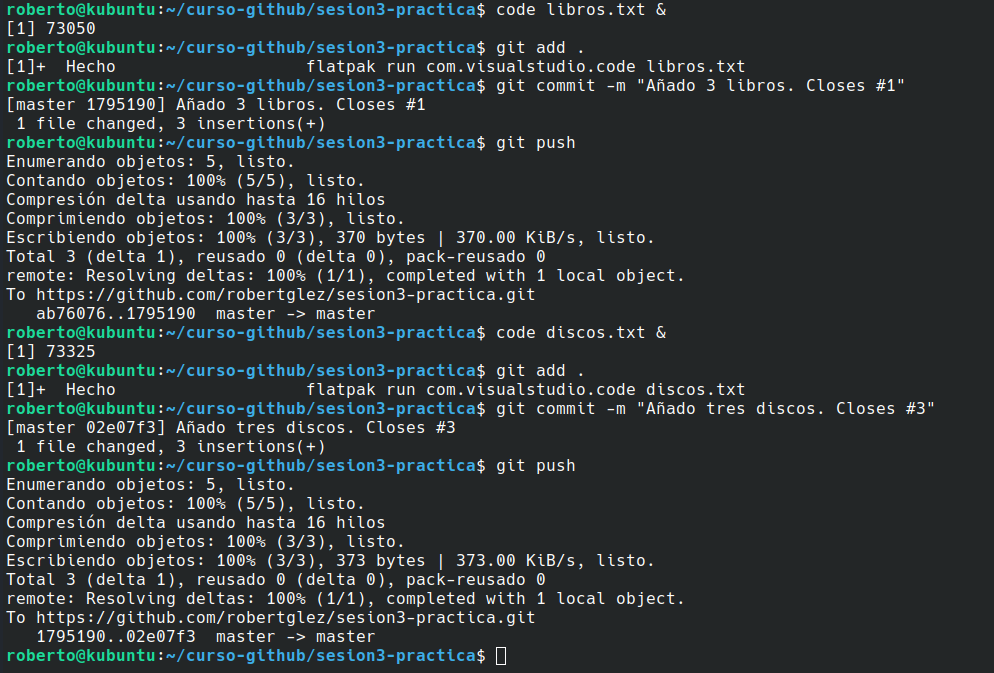 roberto@kubuntu:~/curso-github/sesion3-practica$ code libros.txt &
[1] 73050
roberto@kubuntu:~/curso-github/sesion3-practica$ git add .
[1]+  Hecho                   flatpak run com.visualstudio.code libros.txt
roberto@kubuntu:~/curso-github/sesion3-practica$ git commit -m "Añado 3 libros. Closes #1"
[master 1795190] Añado 3 libros. Closes #1
 1 file changed, 3 insertions(+)
roberto@kubuntu:~/curso-github/sesion3-practica$ git push
Enumerando objetos: 5, listo.
Contando objetos: 100% (5/5), listo.
Compresión delta usando hasta 16 hilos
Comprimiendo objetos: 100% (3/3), listo.
Escribiendo objetos: 100% (3/3), 370 bytes | 370.00 KiB/s, listo.
Total 3 (delta 1), reusado 0 (delta 0), pack-reusado 0
remote: Resolving deltas: 100% (1/1), completed with 1 local object.
To https://github.com/robertglez/sesion3-practica.git
   ab76076..1795190  master -> master
roberto@kubuntu:~/curso-github/sesion3-practica$ code discos.txt &
[1] 73325
roberto@kubuntu:~/curso-github/sesion3-practica$ git add .
[1]+  Hecho                   flatpak run com.visualstudio.code discos.txt
roberto@kubuntu:~/curso-github/sesion3-practica$ git commit -m "Añado tres discos. Closes #3"
[master 02e07f3] Añado tres discos. Closes #3
 1 file changed, 3 insertions(+)
roberto@kubuntu:~/curso-github/sesion3-practica$ git push
Enumerando objetos: 5, listo.
Contando objetos: 100% (5/5), listo.
Compresión delta usando hasta 16 hilos
Comprimiendo objetos: 100% (3/3), listo.
Escribiendo objetos: 100% (3/3), 373 bytes | 373.00 KiB/s, listo.
Total 3 (delta 1), reusado 0 (delta 0), pack-reusado 0
remote: Resolving deltas: 100% (1/1), completed with 1 local object.
To https://github.com/robertglez/sesion3-practica.git
   1795190..02e07f3  master -> master
roberto@kubuntu:~/curso-github/sesion3-practica$